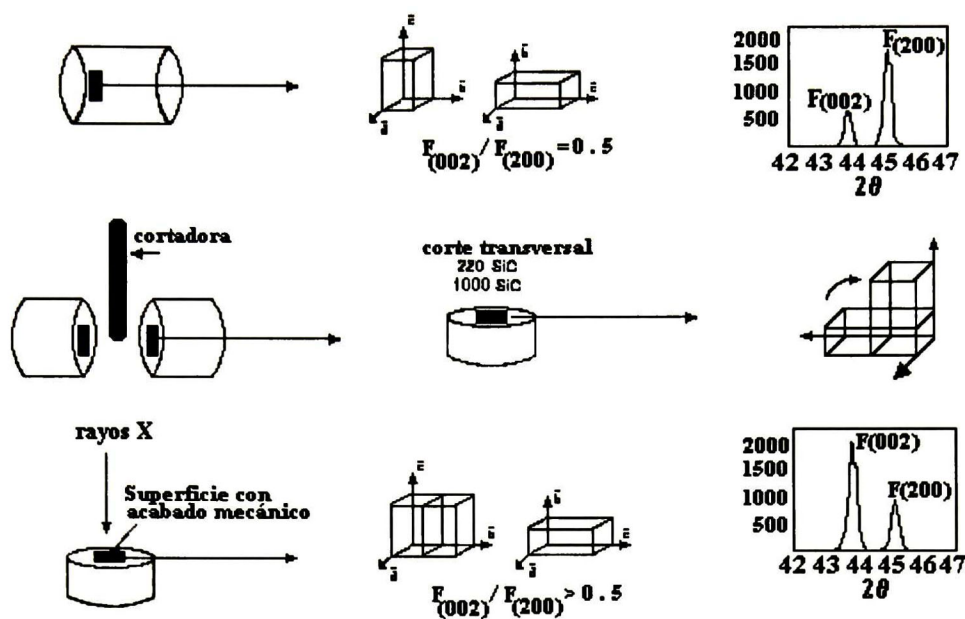 F(002)/F(200)=0.5
2000
1500
1000
500
F(200)
F(002)
42 43 44 45 46 47
2θ
cortadora
corte transversal
220 SiC
1000 SiC
rayos X
Superficie con
acabado mecánico
F(002)/F(200)>0.5
2000
1500
1000
500
F(002)
F(200)
42 43 44 45 46 47
2θ